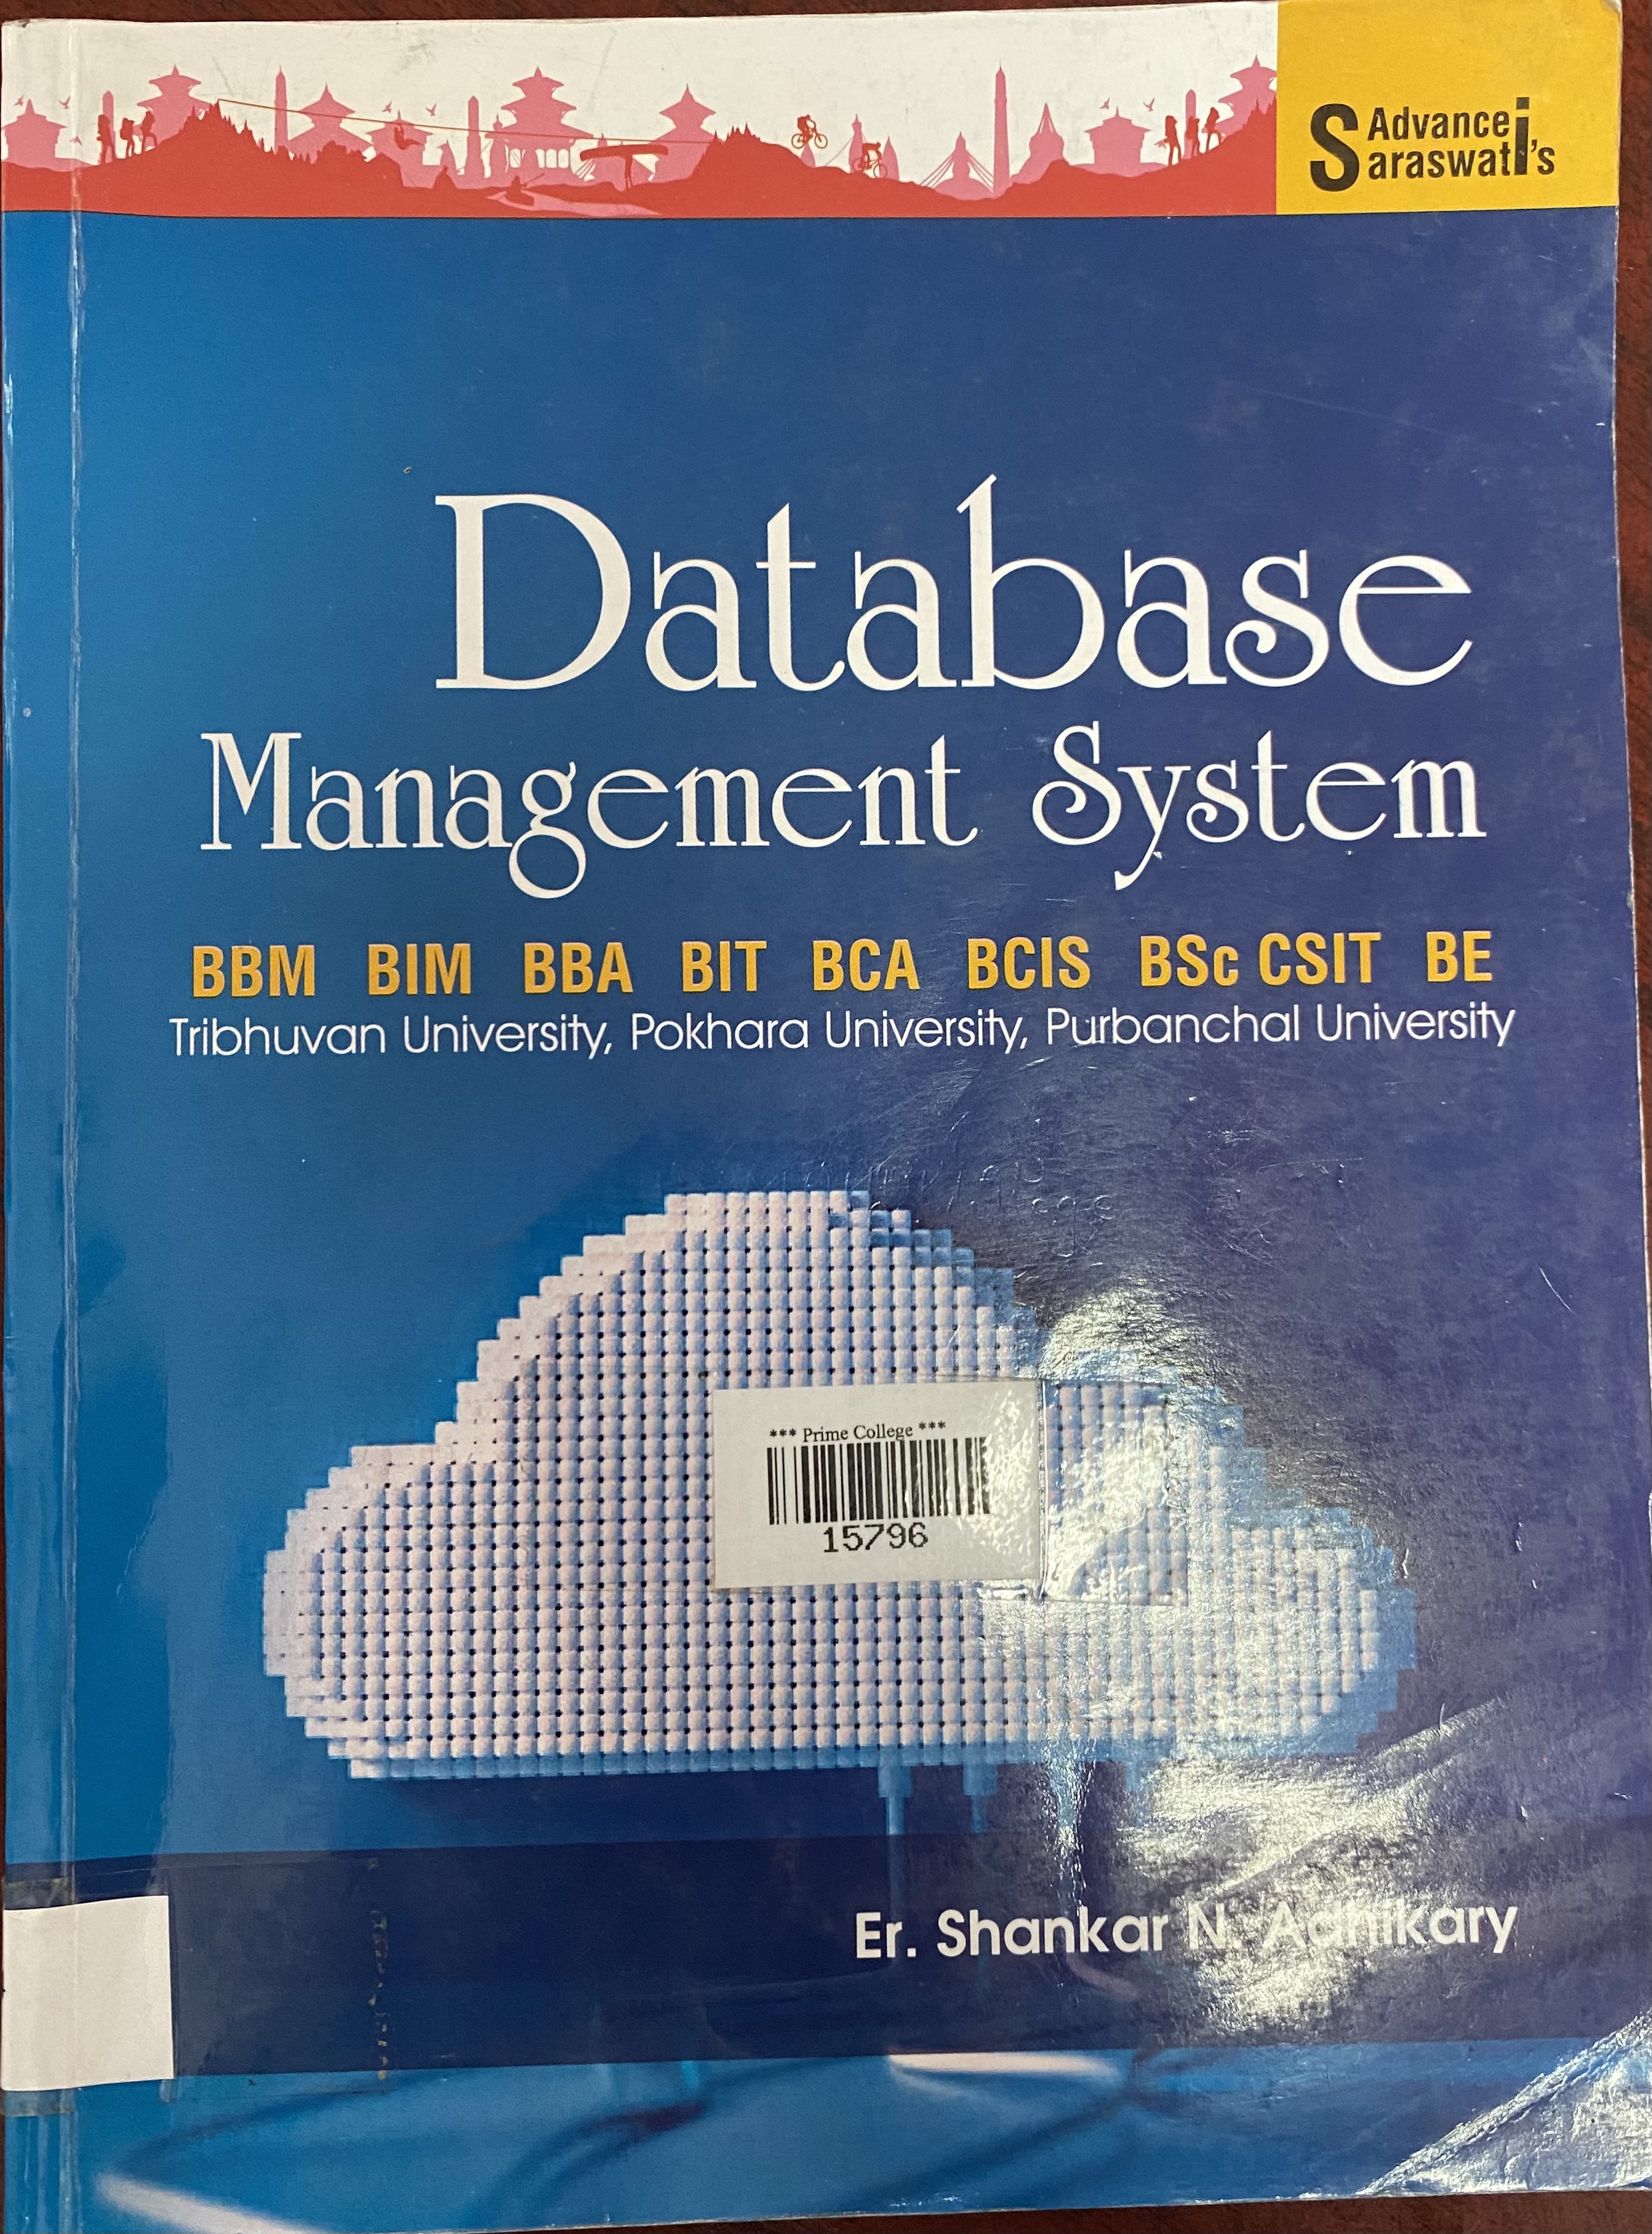 Advance
Saraswati's
Database
Management System
BBM BIM BBA BIT BCA BCIS BSc CSIT BE
Tribhuvan University, Pokhara University, Purbanchal University
*** Prime College ***
15796
Er. Shankar N. Adhikary